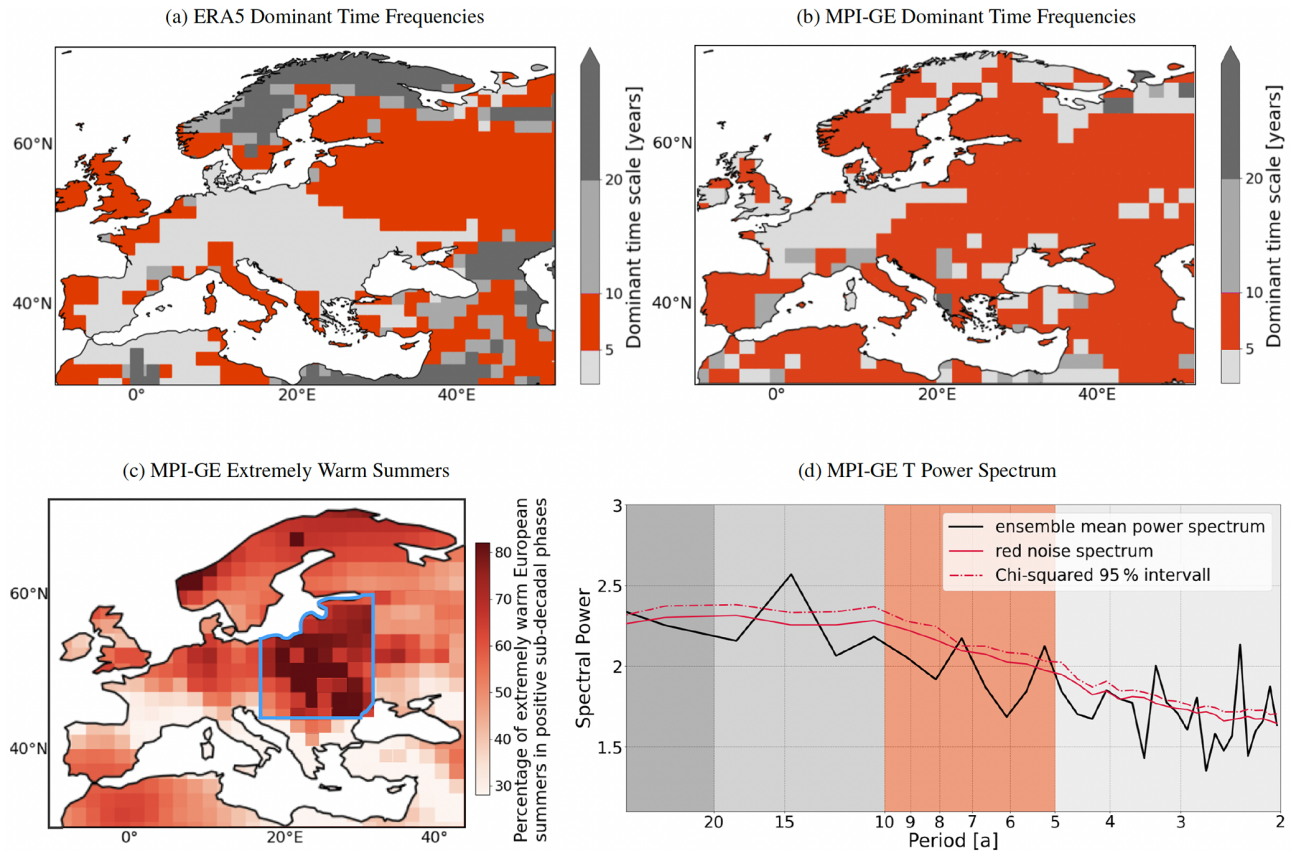 (a) ERA5 Dominant Time Frequencies
60°N
40°N
0°
20°E
40°E
20
10
5
Dominant time scale [years]
(b) MPI-GE Dominant Time Frequencies
60°N
40°N
0°
20°E
40°E
20
10
5
Dominant time scale [years]
(c) MPI-GE Extremely Warm Summers
60°N
40°N
0°
20°E
40°
80
70
60
50
40
30
Percentage of extremely warm European
summers in positive sub-decadal phases
(d) MPI-GE T Power Spectrum
3
2.5
2
1.5
Spectral Power
ensemble mean power spectrum
red noise spectrum
Chi-squared 95 % intervall
20 15 10 9 8 7 6 5 4 3 2
Period [a]